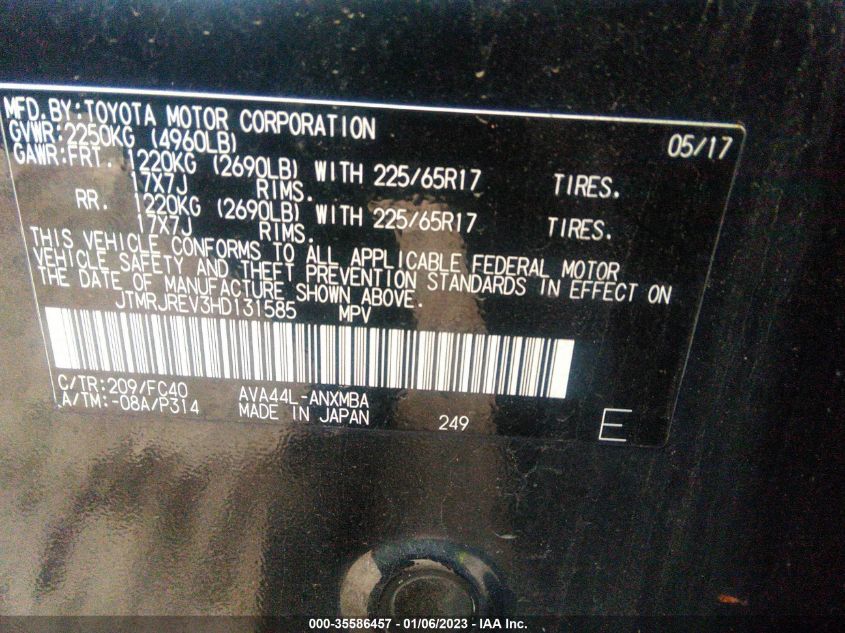 MFD.BY:TOYOTA MOTOR CORPORATION 05/17
GVWR:2250KG (4960LB)
GAWR:FRT. 1220KG (2690LB) WITH 225/65R17 TIRES.
17X7J RIMS.
RR. 1220KG (2690LB) WITH 225/65R17 TIRES.
17X7J RIMS.
THIS VEHICLE CONFORMS TO ALL APPLICABLE FEDERAL MOTOR
VEHICLE SAFETY AND THEFT PREVENTION STANDARDS IN EFFECT ON
THE DATE OF MANUFACTURE SHOWN ABOVE.
JTMRJREV3HD131585 MPV
C/TR:209/FC40 AVA44L-ANXMBA
A/TM:-08A/P314 MADE IN JAPAN 249 E
000-35586457 - 01/06/2023 - IAA Inc.